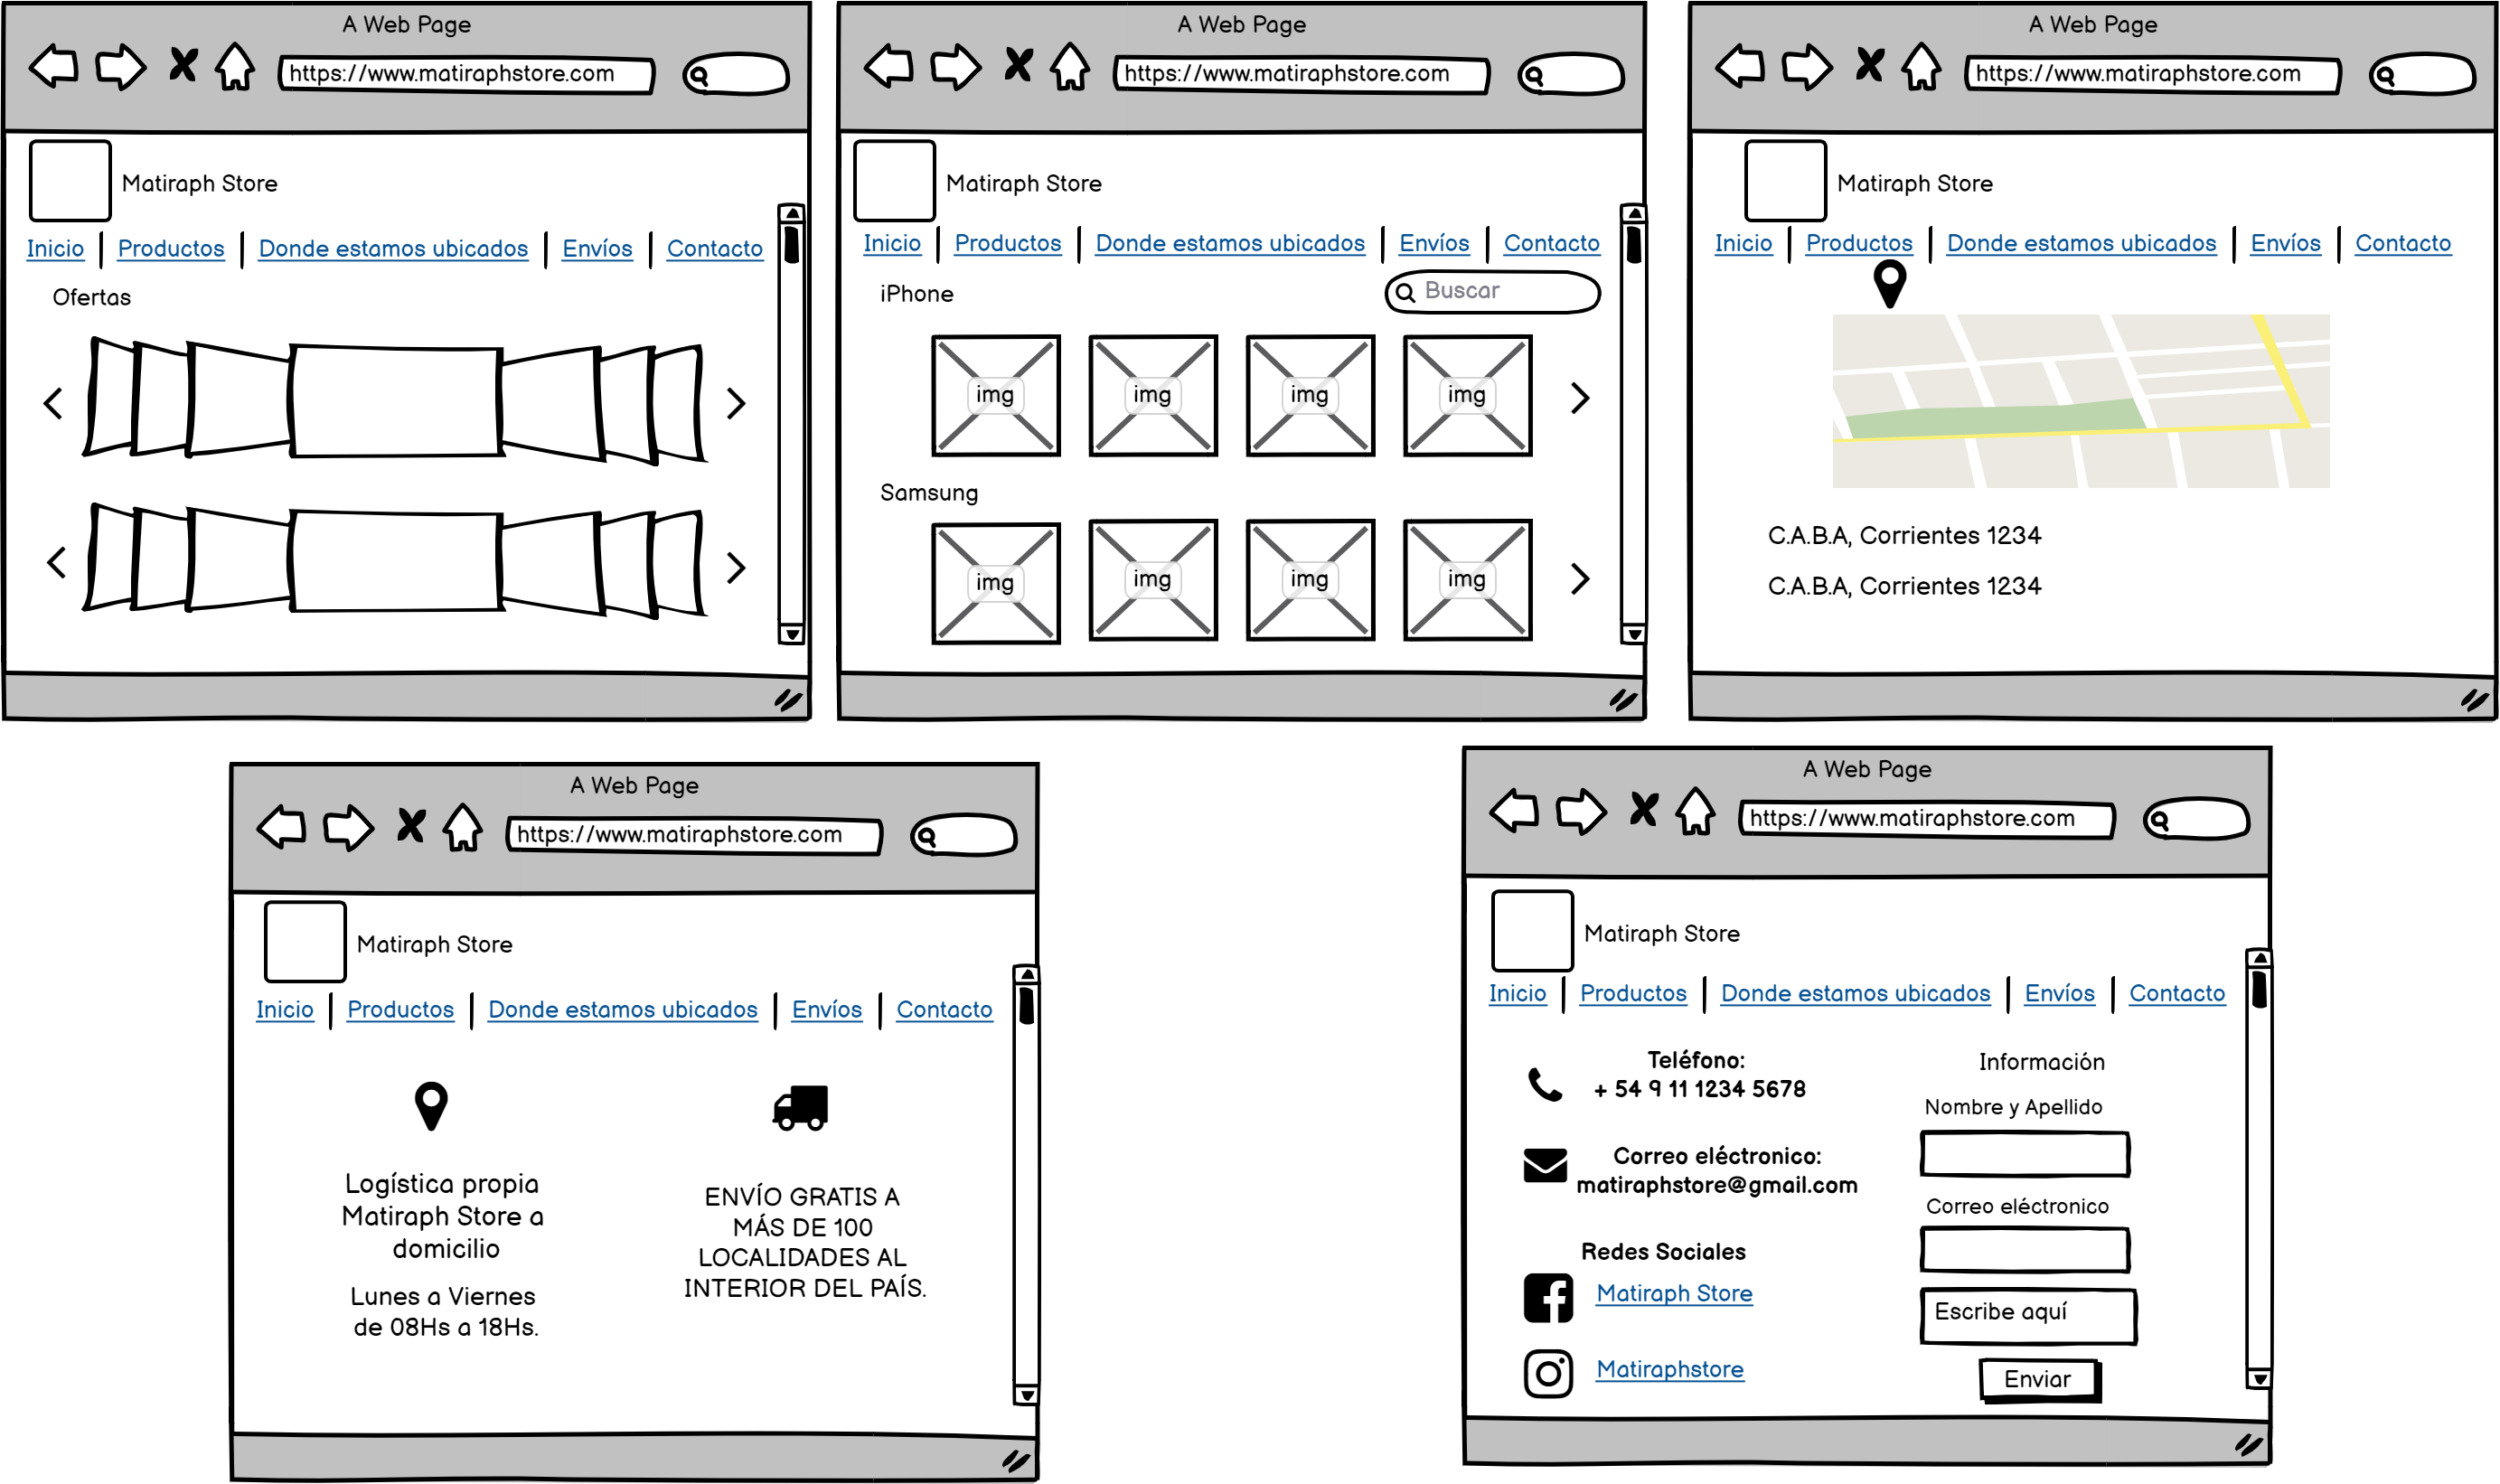 A Web Page
https://www.matiraphstore.com
Matiraph Store
Inicio Productos Donde estamos ubicados Envíos Contacto
Ofertas
A Web Page
https://www.matiraphstore.com
Matiraph Store
Inicio Productos Donde estamos ubicados Envíos Contacto
iPhone Buscar
img img img img
Samsung
img img img img
A Web Page
https://www.matiraphstore.com
Matiraph Store
Inicio Productos Donde estamos ubicados Envíos Contacto
C.A.B.A, Corrientes 1234
C.A.B.A, Corrientes 1234
A Web Page
https://www.matiraphstore.com
Matiraph Store
Inicio Productos Donde estamos ubicados Envíos Contacto
Logística propia
Matiraph Store a
domicilio
Lunes a Viernes
de 08Hs a 18Hs.
ENVÍO GRATIS A
MÁS DE 100
LOCALIDADES AL
INTERIOR DEL PAÍS.
A Web Page
https://www.matiraphstore.com
Matiraph Store
Inicio Productos Donde estamos ubicados Envíos Contacto
Teléfono:
+ 54 9 11 1234 5678
Correo eléctronico:
matiraphstore@gmail.com
Redes Sociales
Matiraph Store
Matiraphstore
Información
Nombre y Apellido
Correo eléctronico
Escribe aquí
Enviar